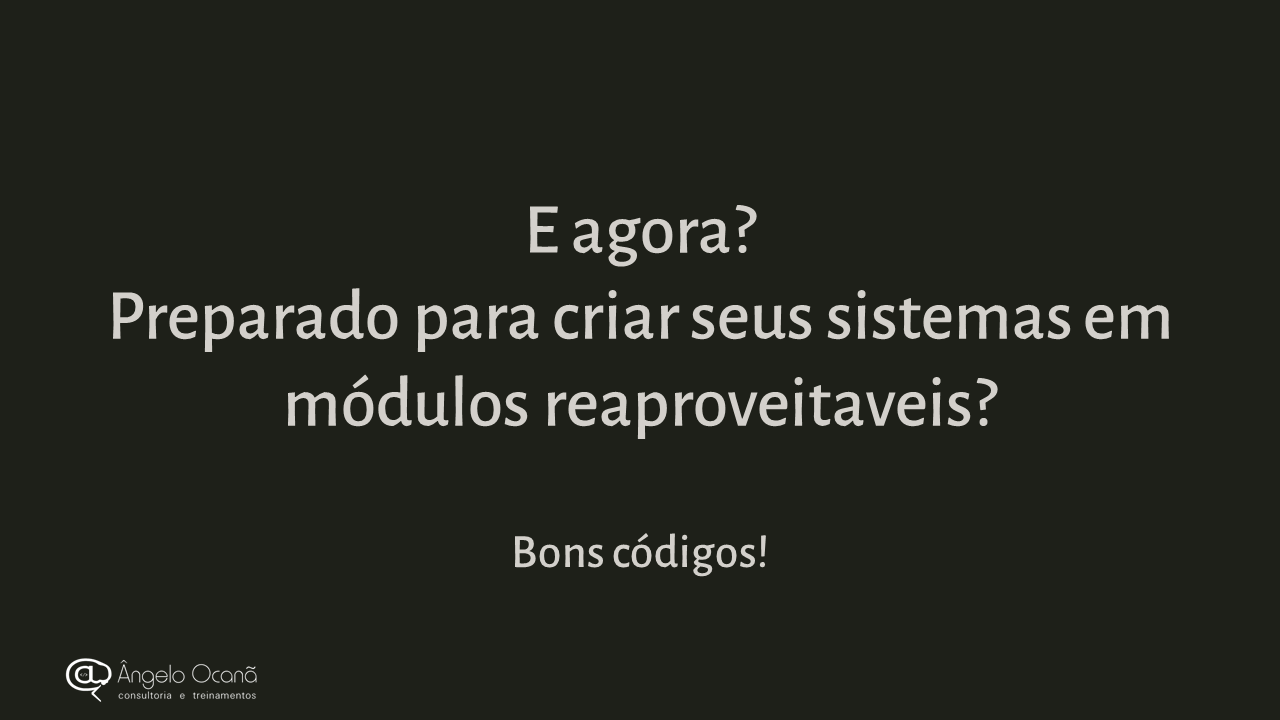 E agora?
Preparado para criar seus sistemas em
módulos reaproveitaveis?
Bons códigos!
Ângelo Ocanã
consultoria e treinamentos